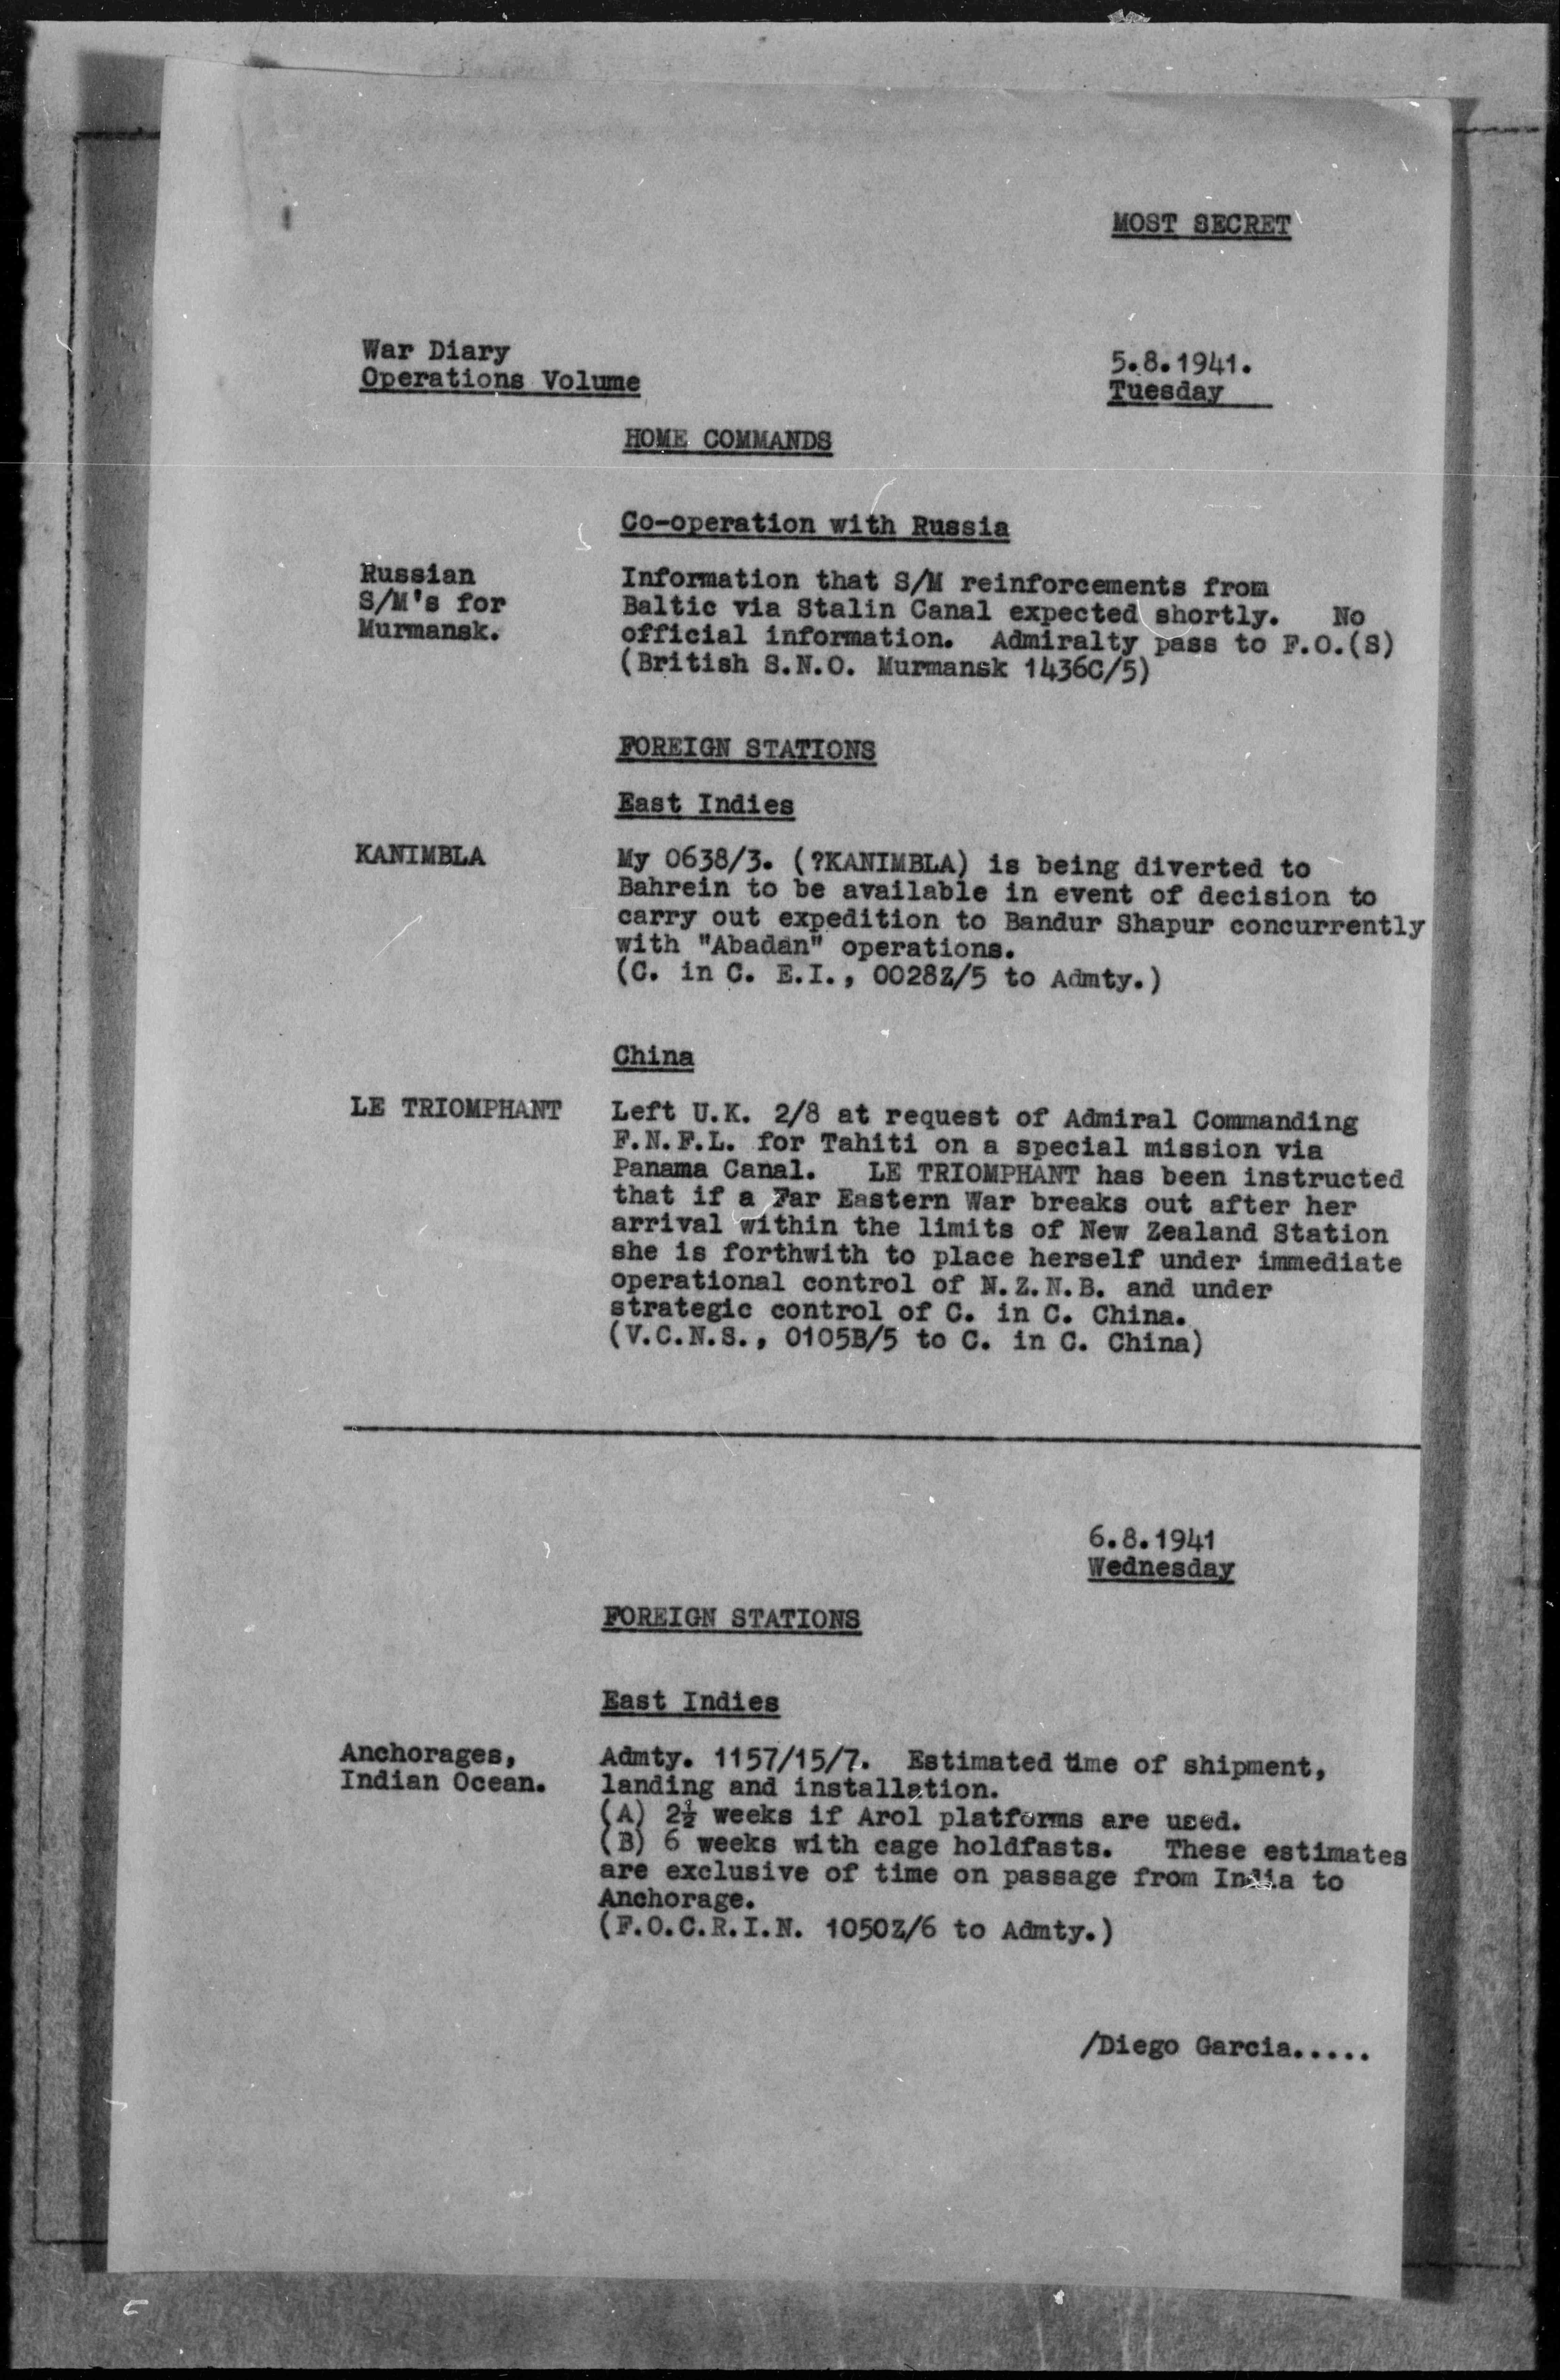 MOST SECRET
War Diary
Operations Volume
5.8.1941.
Tuesday
HOME COMMANDS
Co-operation with Russia
Russian
S/M's for
Murmansk.
Information that S/M reinforcements from
Baltic via Stalin Canal expected shortly. No
official information. Admiralty pass to F.O.(S)
(British S.N.O. Murmansk 1436C/5)
FOREIGN STATIONS
East Indies
KANIMBLA
My 0638/3. (?KANIMBLA) is being diverted to
Bahrein to be available in event of decision to
carry out expedition to Bandur Shapur concurrently
with "Abadan" operations.
(C. in C. E.I., 0028Z/5 to Admty.)
China
LE TRIOMPHANT
Left U.K. 2/8 at request of Admiral Commanding
F.N.F.L. for Tahiti on a special mission via
Panama Canal. LE TRIOMPHANT has been instructed
that if a Far Eastern War breaks out after her
arrival within the limits of New Zealand Station
she is forthwith to place herself under immediate
operational control of N.Z.N.B. and under
strategic control of C. in C. China.
(V.C.N.S., 0105B/5 to C. in C. China)
6.8.1941
Wednesday
FOREIGN STATIONS
East Indies
Anchorages,
Indian Ocean.
Admty. 1157/15/7. Estimated time of shipment,
landing and installation.
(A) 2½ weeks if Arol platforms are used.
(B) 6 weeks with cage holdfasts. These estimates
are exclusive of time on passage from India to
Anchorage.
(F.O.C.R.I.N. 1050Z/6 to Admty.)
/Diego Garcia.....